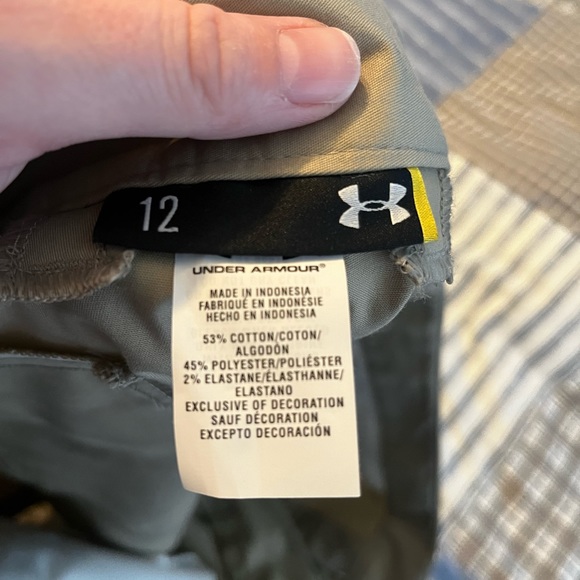 12
UNDER ARMOUR®
MADE IN INDONESIA
FABRIQUÉ EN INDONÉSIE
HECHO EN INDONESIA
53% COTTON/COTON/
ALGODÓN
45% POLYESTER/POLIÉSTER
2% ELASTANE/ÉLASTHANNE/
ELASTANO
EXCLUSIVE OF DECORATION
SAUF DÉCORATION
EXCEPTO DECORACIÓN